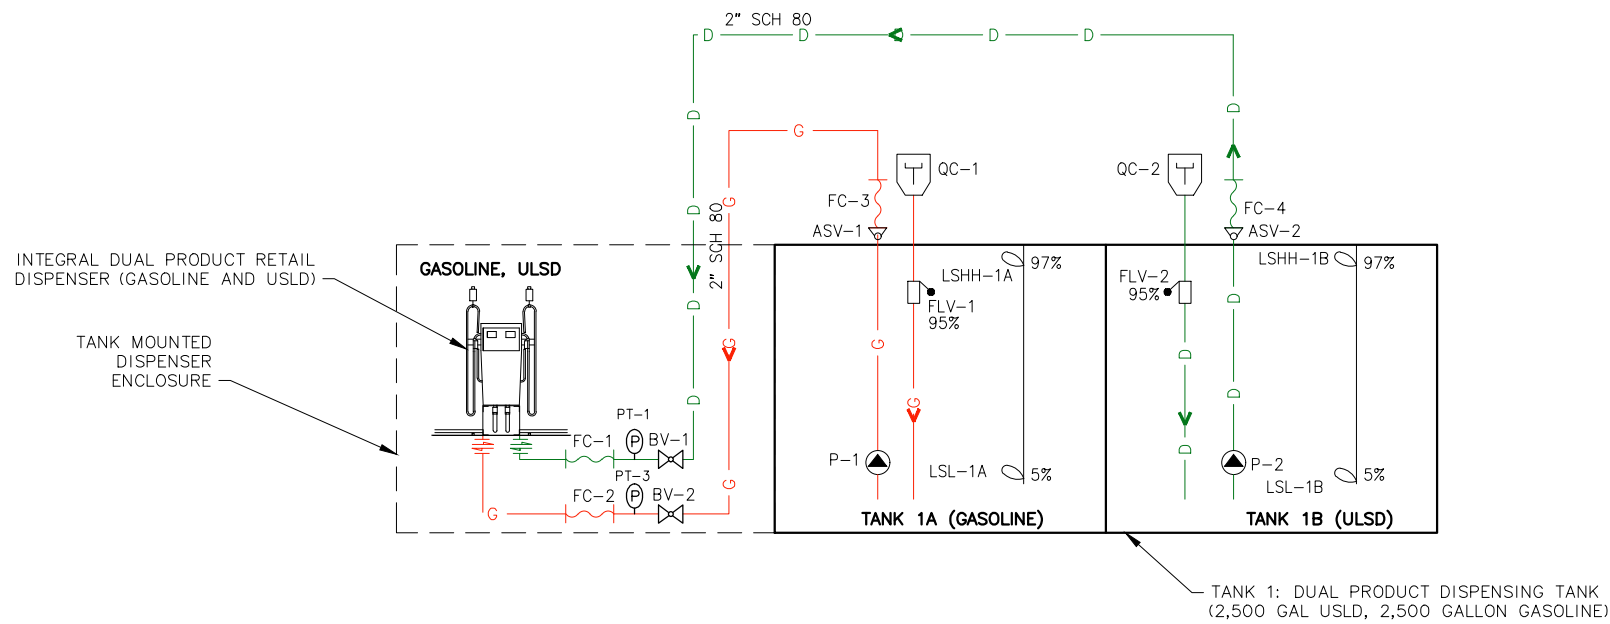 2" SCH 80
D D D D D
D
D
G
QC-1
QC-2
FC-3
FC-4
G
D
2" SCH 80
ASV-1
ASV-2
INTEGRAL DUAL PRODUCT RETAIL
DISPENSER (GASOLINE AND USLD)
GASOLINE, ULSD
LSHH-1A
97%
FLV-1
95%
LSHH-1B
97%
FLV-2
95%
D
D
TANK MOUNTED
DISPENSER
ENCLOSURE
G
G
D
D
G
D
D
PT-1
P
FC-1
BV-1
PT-3
P
FC-2
BV-2
G
G
P-1
LSL-1A
5%
D
P-2
LSL-1B
5%
TANK 1A (GASOLINE)
TANK 1B (ULSD)
TANK 1: DUAL PRODUCT DISPENSING TANK
(2,500 GAL USLD, 2,500 GALLON GASOLINE)